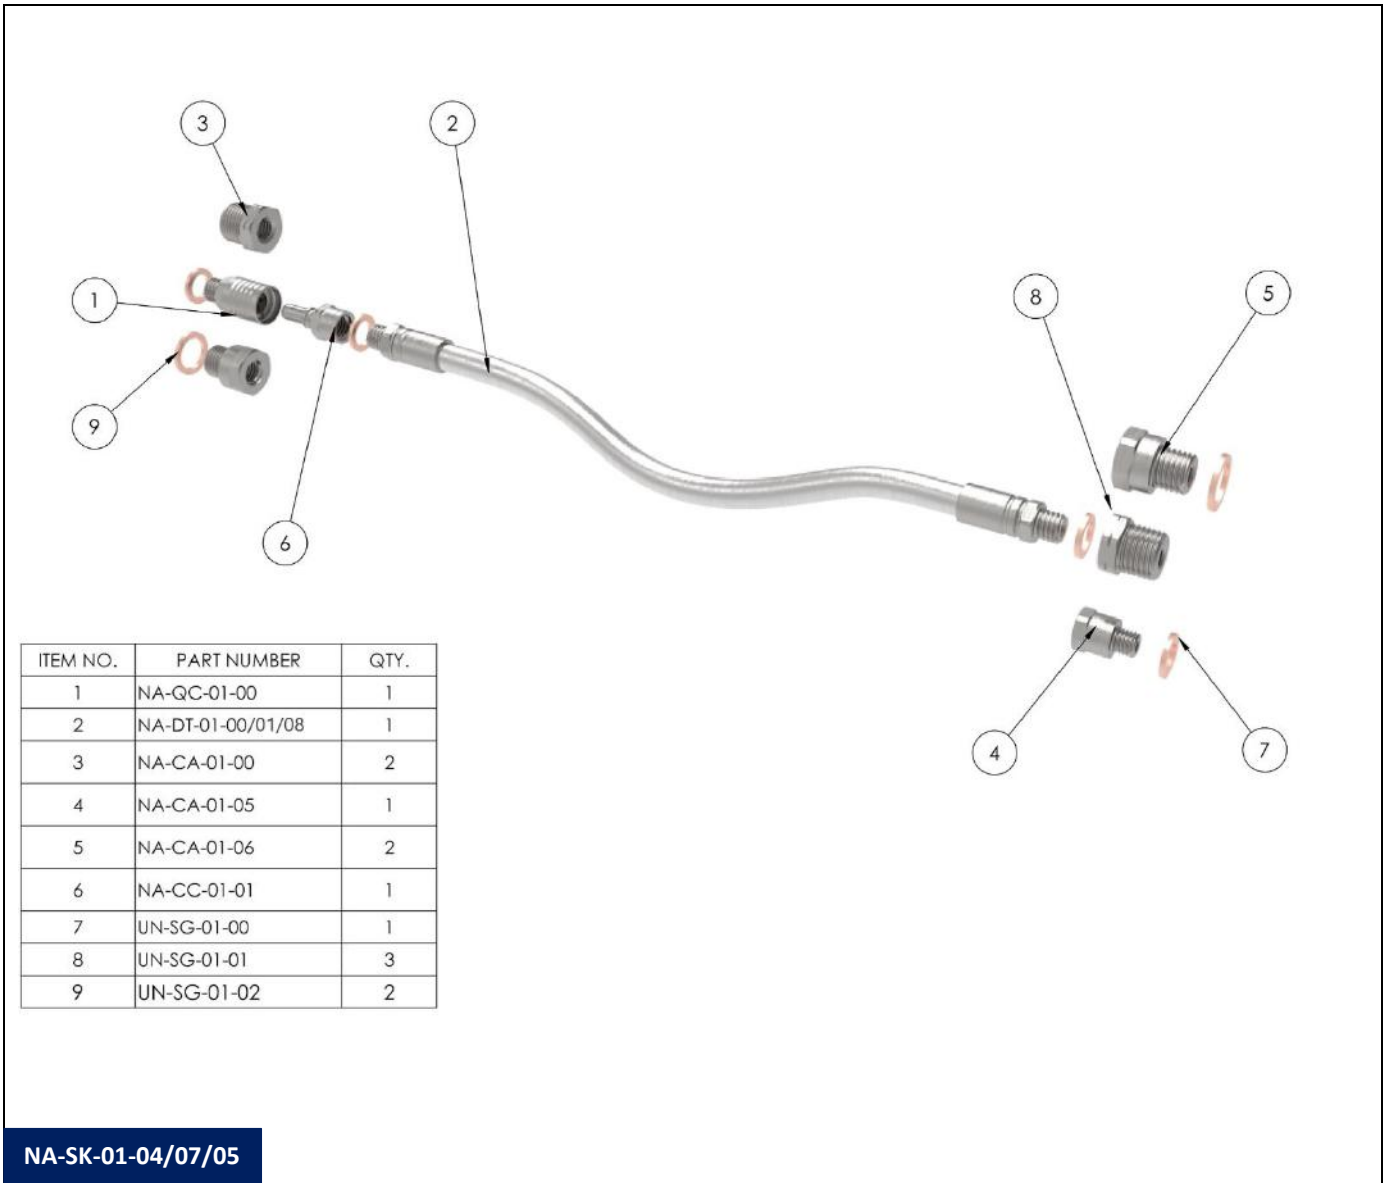 3
2
1
8
5
9
6
4
7
ITEM NO. PART NUMBER QTY.
1 NA-QC-01-00 1
2 NA-DT-01-00/01/08 1
3 NA-CA-01-00 2
4 NA-CA-01-05 1
5 NA-CA-01-06 2
6 NA-CC-01-01 1
7 UN-SG-01-00 1
8 UN-SG-01-01 3
9 UN-SG-01-02 2
NA-SK-01-04/07/05